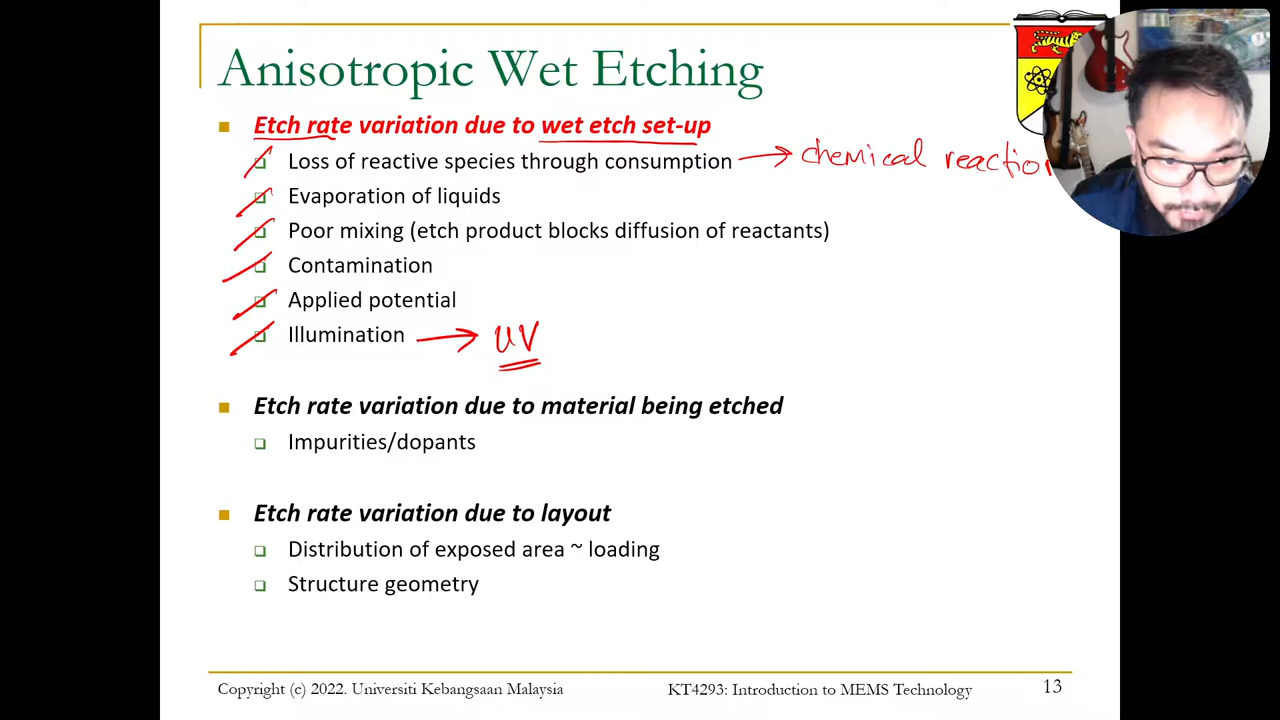 Anisotropic Wet Etching
Etch rate variation due to wet etch set-up
Loss of reactive species through consumption → chemical reaction
Evaporation of liquids
Poor mixing (etch product blocks diffusion of reactants)
Contamination
Applied potential
Illumination → UV
Etch rate variation due to material being etched
Impurities/dopants
Etch rate variation due to layout
Distribution of exposed area ~ loading
Structure geometry
Copyright (c) 2022. Universiti Kebangsaan Malaysia
KT4293: Introduction to MEMS Technology
13